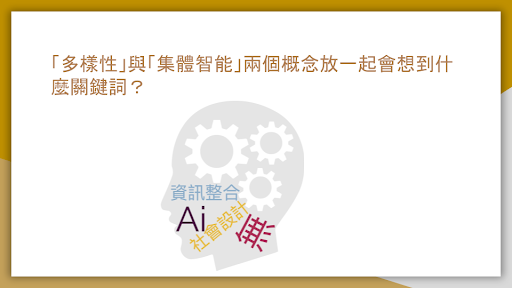 「多樣性」與「集體智能」兩個概念放一起會想到什
麼關鍵詞？
資訊整合
Ai
社會設計
無